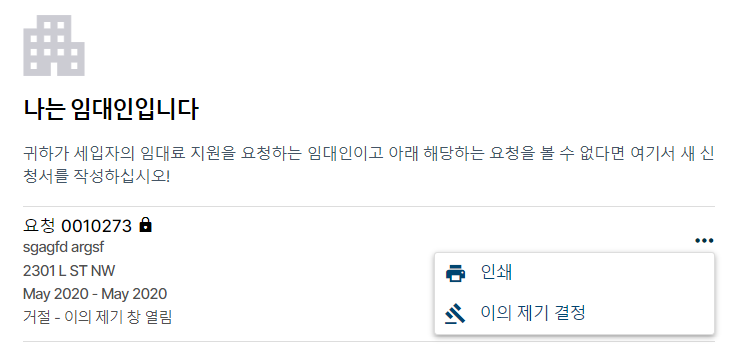 나는 임대인입니다
귀하가 세입자의 임대료 지원을 요청하는 임대인이고 아래 해당하는 요청을 볼 수 없다면 여기서 새 신
청서를 작성하십시오!
요청 0010273
sgagfd argsf
2301 L ST NW
May 2020 - May 2020
거절 - 이의 제기 창 열림
인쇄
이의 제기 결정